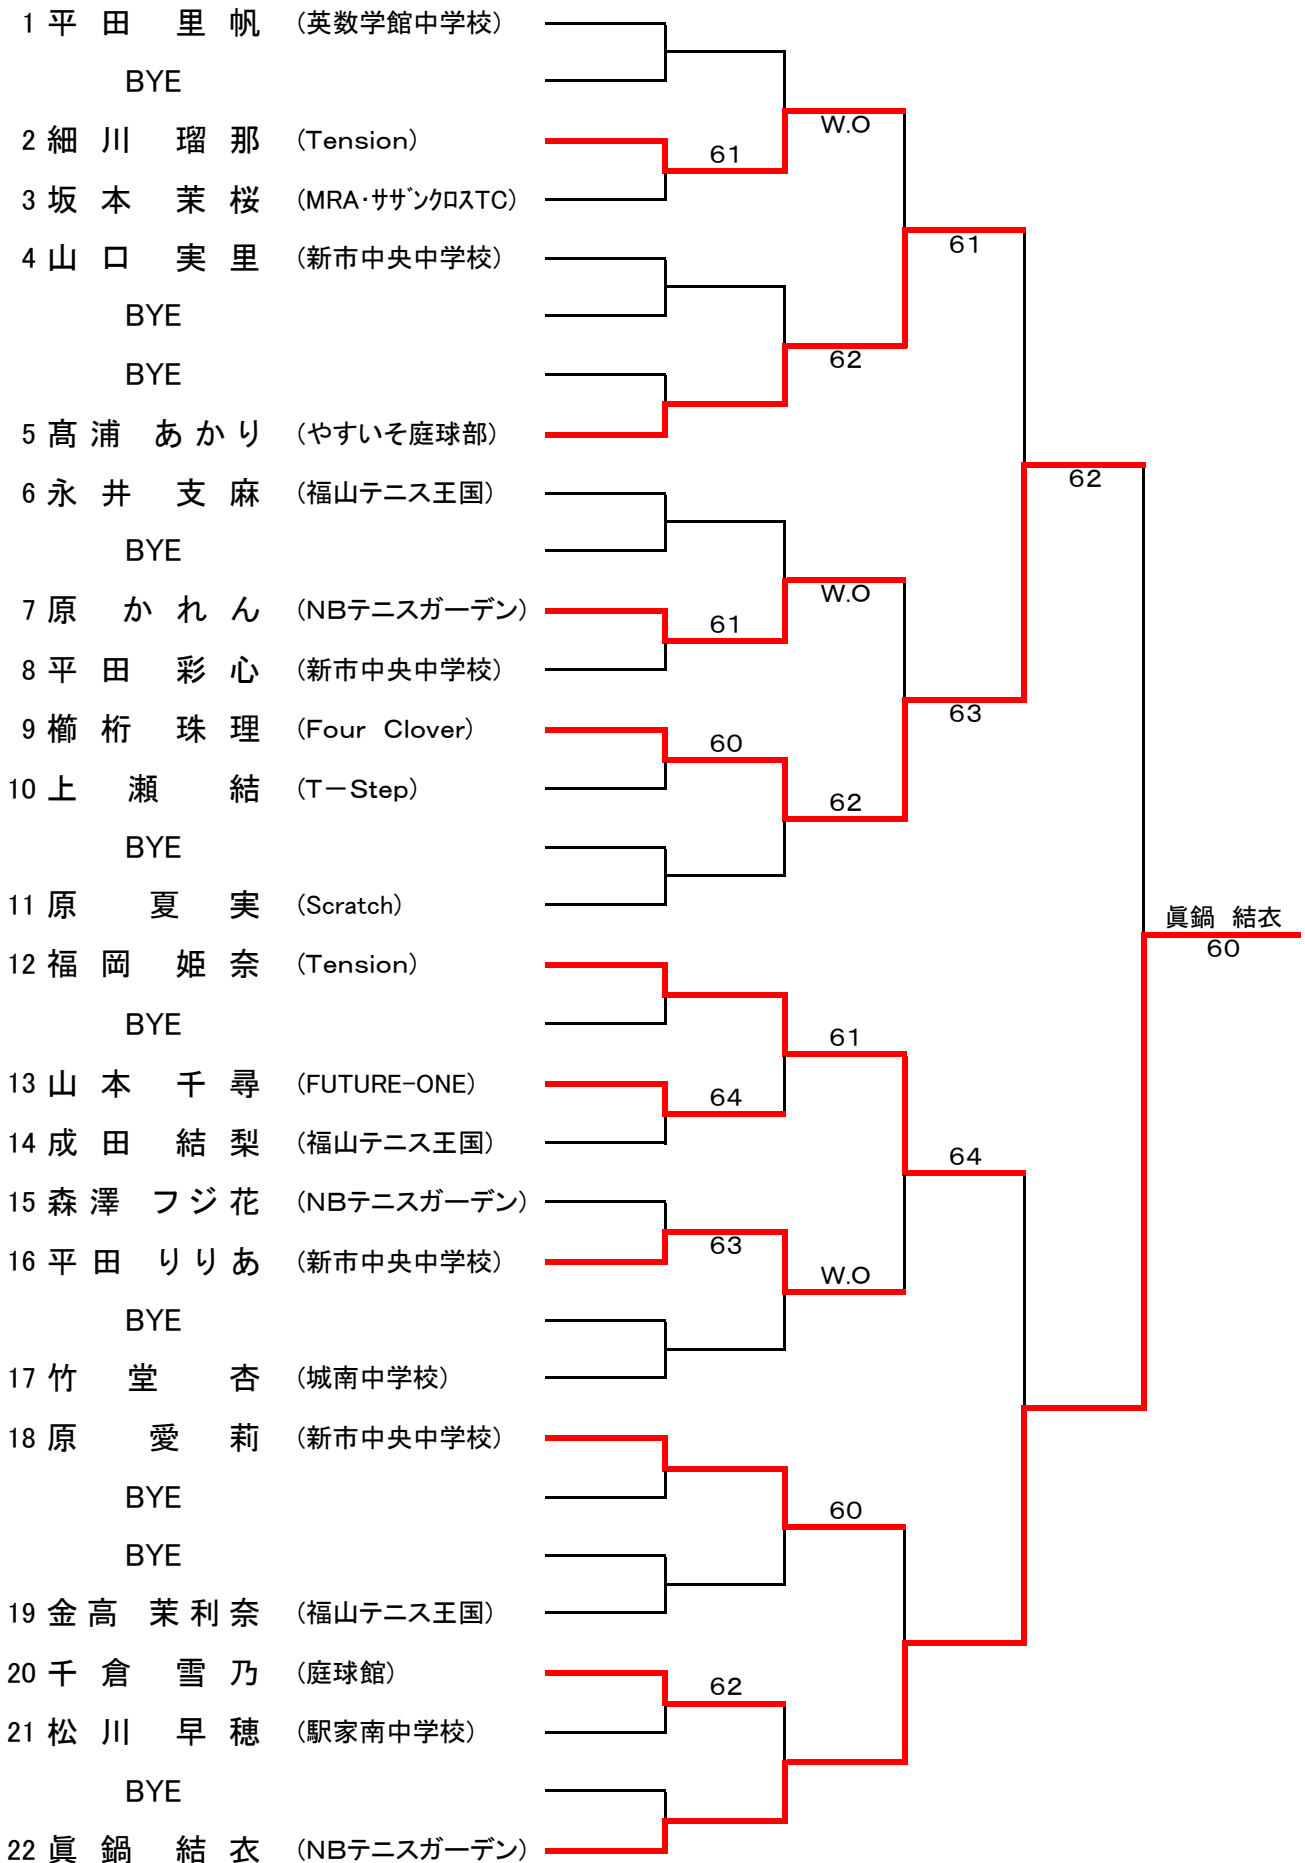 1 平田 里帆 (英数学館中学校)
BYE
W.O
2 細川 瑠那 (Tension)
61
3 坂本 茉桜 (MRA・ｻｻﾞﾝｸﾛｽTC)
4 山口 実里 (新市中央中学校)
61
BYE
62
BYE
5 髙浦 あかり (やすいそ庭球部)
62
6 永井 支麻 (福山テニス王国)
BYE
W.O
7 原 かれん (NBテニスガーデン)
61
8 平田 彩心 (新市中央中学校)
63
9 櫛桁 珠理 (Four Clover)
60
10 上瀬 結 (T－Step)
62
BYE
11 原 夏実 (Scratch)
眞鍋 結衣
60
12 福岡 姫奈 (Tension)
BYE
61
13 山本 千尋 (FUTURE-ONE)
64
14 成田 結梨 (福山テニス王国)
64
15 森澤 フジ花 (NBテニスガーデン)
63
16 平田 りりあ (新市中央中学校)
W.O
BYE
17 竹堂 杏 (城南中学校)
18 原 愛莉 (新市中央中学校)
BYE
60
BYE
19 金高 茉利奈 (福山テニス王国)
20 千倉 雪乃 (庭球館)
62
21 松川 早穂 (駅家南中学校)
BYE
22 眞鍋 結衣 (NBテニスガーデン)